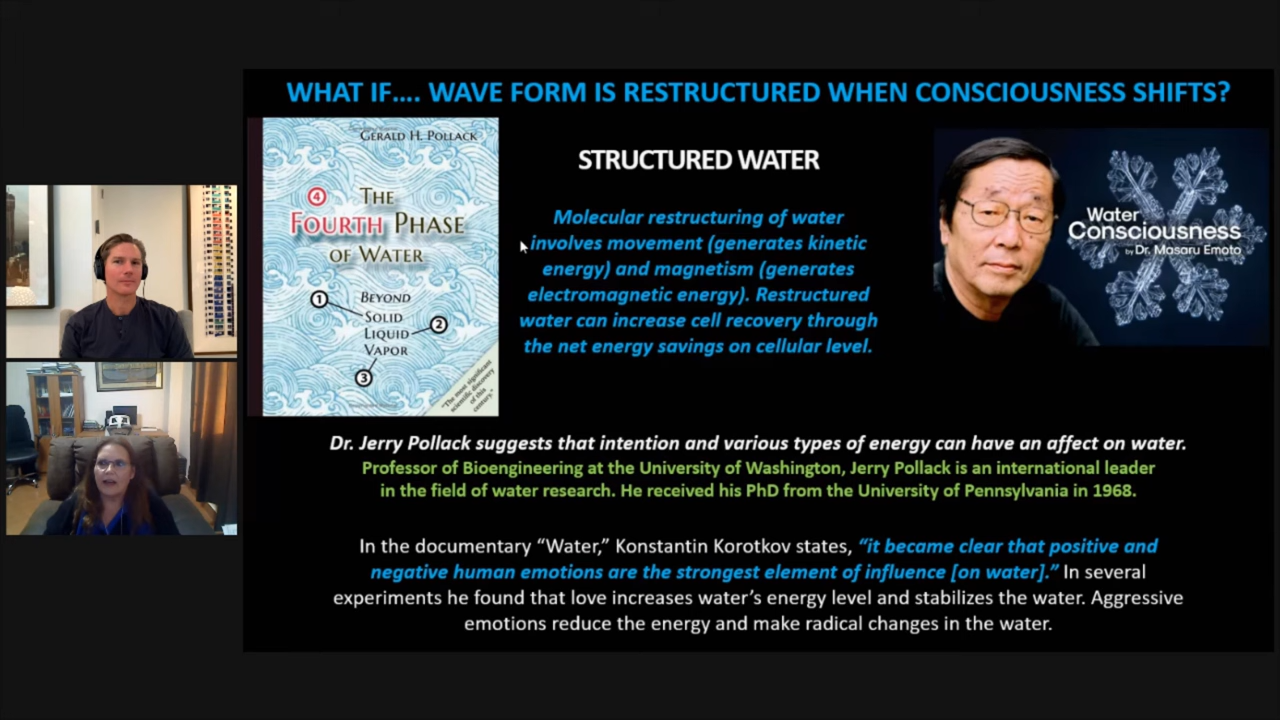 WHAT IF.... WAVE FORM IS RESTRUCTURED WHEN CONSCIOUSNESS SHIFTS?
GERALD H. POLLACK
4
THE
FOURTH PHASE
OF WATER
1
BEYOND
SOLID
LIQUID
2
VAPOR
3
"The most significant
scientific discovery
of this
century."
STRUCTURED WATER
Molecular restructuring of water
involves movement (generates kinetic
energy) and magnetism (generates
electromagnetic energy). Restructured
water can increase cell recovery through
the net energy savings on cellular level.
Water
Consciousness
by Dr. Masaru Emoto
Dr. Jerry Pollack suggests that intention and various types of energy can have an affect on water.
Professor of Bioengineering at the University of Washington, Jerry Pollack is an international leader
in the field of water research. He received his PhD from the University of Pennsylvania in 1968.
In the documentary “Water,” Konstantin Korotkov states, “it became clear that positive and
negative human emotions are the strongest element of influence [on water].” In several
experiments he found that love increases water’s energy level and stabilizes the water. Aggressive
emotions reduce the energy and make radical changes in the water.